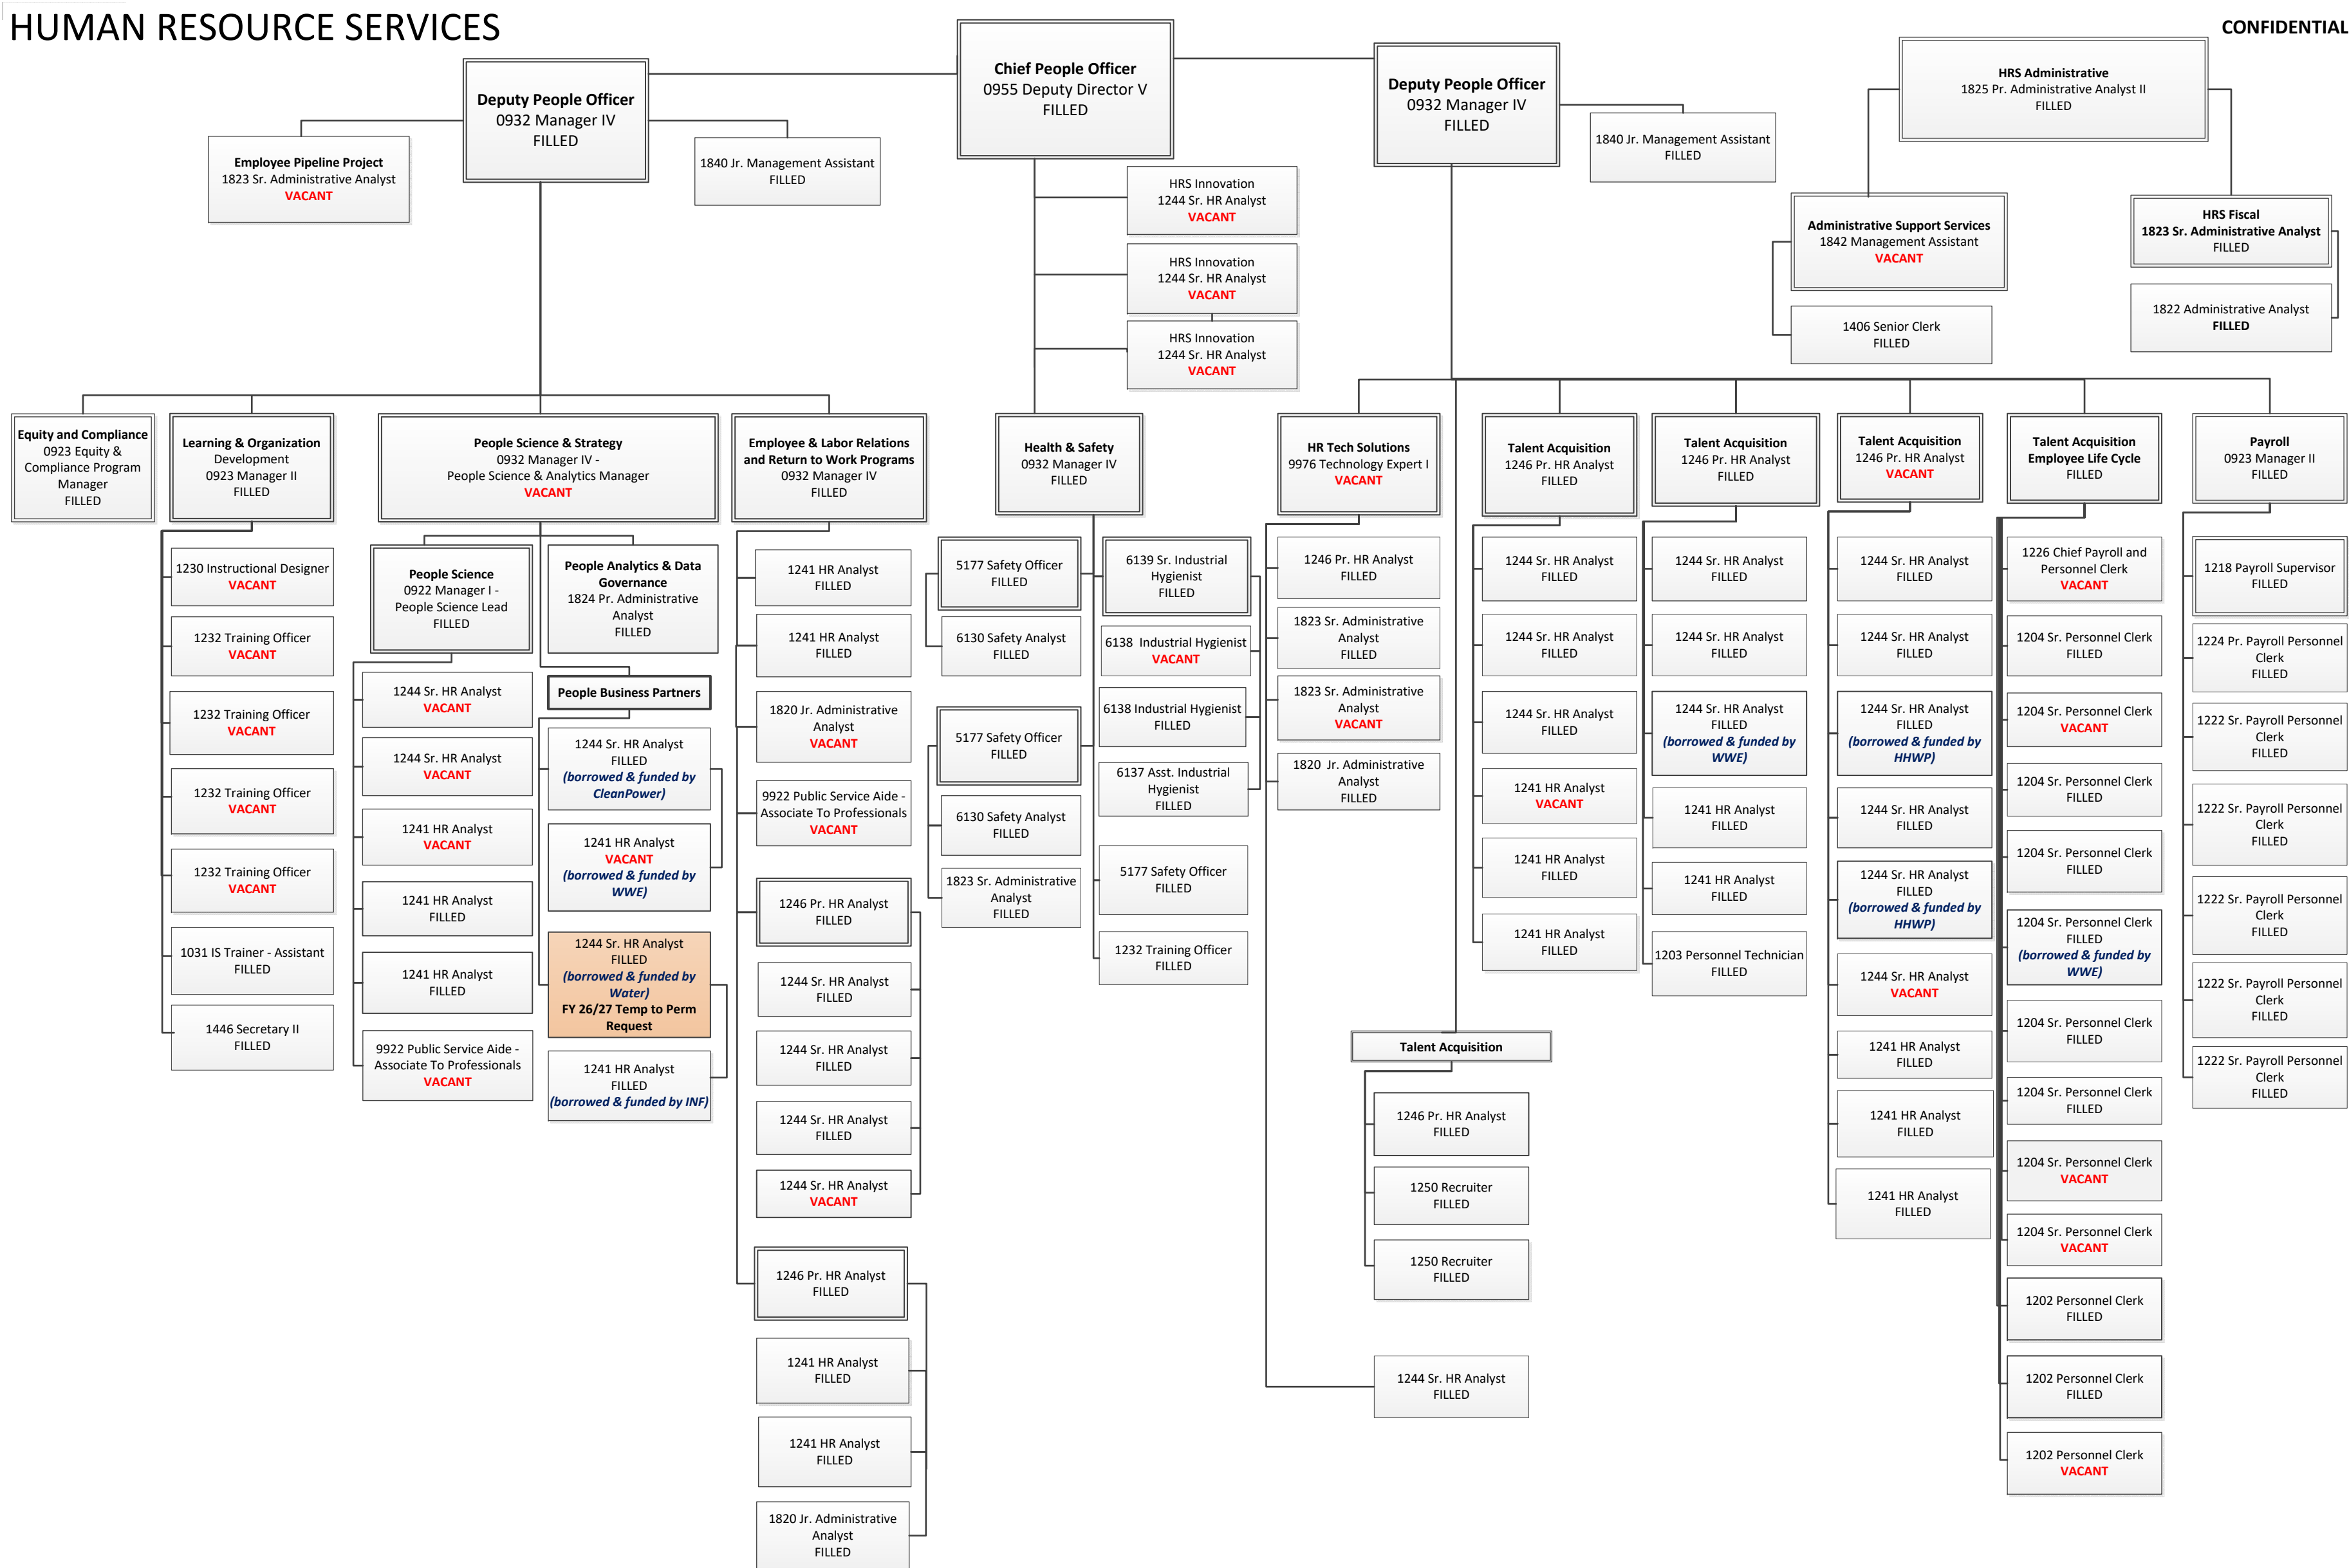 HUMAN RESOURCE SERVICES
CONFIDENTIAL
Chief People Officer
0955 Deputy Director V
FILLED
Deputy People Officer
0932 Manager IV
FILLED
Employee Pipeline Project
1823 Sr. Administrative Analyst
VACANT
1840 Jr. Management Assistant
FILLED
HRS Innovation
1244 Sr. HR Analyst
VACANT
HRS Innovation
1244 Sr. HR Analyst
VACANT
HRS Innovation
1244 Sr. HR Analyst
VACANT
Deputy People Officer
0932 Manager IV
FILLED
1840 Jr. Management Assistant
FILLED
HRS Administrative
1825 Pr. Administrative Analyst II
FILLED
Administrative Support Services
1842 Management Assistant
VACANT
1406 Senior Clerk
FILLED
HRS Fiscal
1823 Sr. Administrative Analyst
FILLED
1822 Administrative Analyst
FILLED
Equity and Compliance
0923 Equity &
Compliance Program
Manager
FILLED
Learning & Organization
Development
0923 Manager II
FILLED
1230 Instructional Designer
VACANT
1232 Training Officer
VACANT
1232 Training Officer
VACANT
1232 Training Officer
VACANT
1232 Training Officer
VACANT
1031 IS Trainer - Assistant
FILLED
1446 Secretary II
FILLED
People Science & Strategy
0932 Manager IV -
People Science & Analytics Manager
VACANT
People Science
0922 Manager I -
People Science Lead
FILLED
1244 Sr. HR Analyst
VACANT
1244 Sr. HR Analyst
VACANT
1241 HR Analyst
VACANT
1241 HR Analyst
FILLED
1241 HR Analyst
FILLED
9922 Public Service Aide -
Associate To Professionals
VACANT
People Analytics & Data
Governance
1824 Pr. Administrative
Analyst
FILLED
People Business Partners
1244 Sr. HR Analyst
FILLED
(borrowed & funded by
CleanPower)
1241 HR Analyst
VACANT
(borrowed & funded by
WWE)
1244 Sr. HR Analyst
FILLED
(borrowed & funded by
Water)
FY 26/27 Temp to Perm
Request
1241 HR Analyst
FILLED
(borrowed & funded by INF)
Employee & Labor Relations
and Return to Work Programs
0932 Manager IV
FILLED
1241 HR Analyst
FILLED
1241 HR Analyst
FILLED
1820 Jr. Administrative
Analyst
VACANT
9922 Public Service Aide -
Associate To Professionals
VACANT
1246 Pr. HR Analyst
FILLED
1244 Sr. HR Analyst
FILLED
1244 Sr. HR Analyst
FILLED
1244 Sr. HR Analyst
FILLED
1244 Sr. HR Analyst
VACANT
1246 Pr. HR Analyst
FILLED
1241 HR Analyst
FILLED
1241 HR Analyst
FILLED
1820 Jr. Administrative
Analyst
FILLED
Health & Safety
0932 Manager IV
FILLED
5177 Safety Officer
FILLED
6130 Safety Analyst
FILLED
5177 Safety Officer
FILLED
6130 Safety Analyst
FILLED
1823 Sr. Administrative
Analyst
FILLED
6139 Sr. Industrial
Hygienist
FILLED
6138 Industrial Hygienist
VACANT
6138 Industrial Hygienist
FILLED
6137 Asst. Industrial
Hygienist
FILLED
5177 Safety Officer
FILLED
1232 Training Officer
FILLED
HR Tech Solutions
9976 Technology Expert I
VACANT
1246 Pr. HR Analyst
FILLED
1823 Sr. Administrative
Analyst
FILLED
1823 Sr. Administrative
Analyst
VACANT
1820 Jr. Administrative
Analyst
FILLED
Talent Acquisition
1246 Pr. HR Analyst
FILLED
1250 Recruiter
FILLED
1250 Recruiter
FILLED
1244 Sr. HR Analyst
FILLED
Talent Acquisition
1246 Pr. HR Analyst
FILLED
1244 Sr. HR Analyst
FILLED
1244 Sr. HR Analyst
FILLED
1244 Sr. HR Analyst
FILLED
1241 HR Analyst
VACANT
1241 HR Analyst
FILLED
1241 HR Analyst
FILLED
Talent Acquisition
1246 Pr. HR Analyst
FILLED
1244 Sr. HR Analyst
FILLED
1244 Sr. HR Analyst
FILLED
1244 Sr. HR Analyst
FILLED
(borrowed & funded by
WWE)
1241 HR Analyst
FILLED
1241 HR Analyst
FILLED
1203 Personnel Technician
FILLED
Talent Acquisition
1246 Pr. HR Analyst
VACANT
1244 Sr. HR Analyst
FILLED
1244 Sr. HR Analyst
FILLED
1244 Sr. HR Analyst
FILLED
(borrowed & funded by
HHWP)
1244 Sr. HR Analyst
FILLED
1244 Sr. HR Analyst
FILLED
(borrowed & funded by
HHWP)
1244 Sr. HR Analyst
VACANT
1241 HR Analyst
FILLED
1241 HR Analyst
FILLED
1241 HR Analyst
FILLED
Talent Acquisition
Employee Life Cycle
FILLED
1226 Chief Payroll and
Personnel Clerk
VACANT
1204 Sr. Personnel Clerk
FILLED
1204 Sr. Personnel Clerk
VACANT
1204 Sr. Personnel Clerk
FILLED
1204 Sr. Personnel Clerk
FILLED
1204 Sr. Personnel Clerk
FILLED
(borrowed & funded by
WWE)
1204 Sr. Personnel Clerk
FILLED
1204 Sr. Personnel Clerk
FILLED
1204 Sr. Personnel Clerk
VACANT
1204 Sr. Personnel Clerk
VACANT
1202 Personnel Clerk
FILLED
1202 Personnel Clerk
FILLED
1202 Personnel Clerk
VACANT
Payroll
0923 Manager II
FILLED
1218 Payroll Supervisor
FILLED
1224 Pr. Payroll Personnel
Clerk
FILLED
1222 Sr. Payroll Personnel
Clerk
FILLED
1222 Sr. Payroll Personnel
Clerk
FILLED
1222 Sr. Payroll Personnel
Clerk
FILLED
1222 Sr. Payroll Personnel
Clerk
FILLED
1222 Sr. Payroll Personnel
Clerk
FILLED